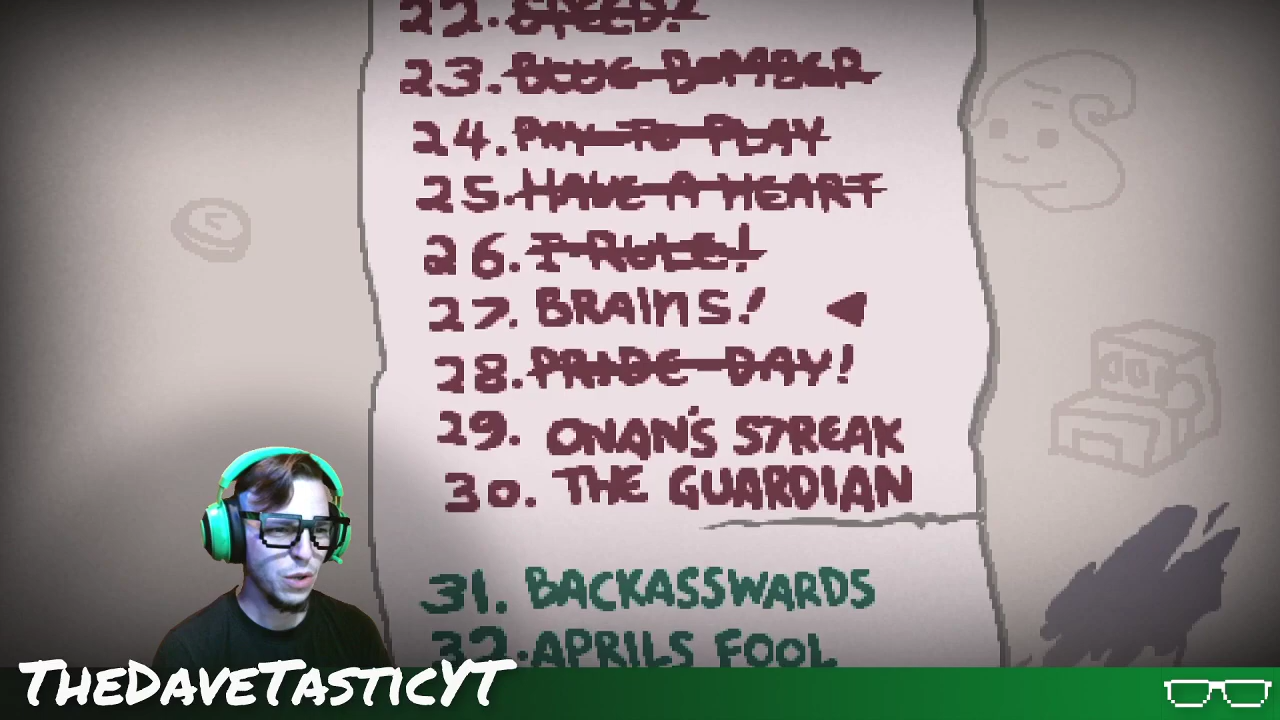 22. SPEED!
23. BLUE BOMBER
24. PAY TO PLAY
25. HAVE A HEART
26. I RULE!
27. BRAINS!
28. PRIDE DAY!
29. ONAN'S STREAK
30. THE GUARDIAN
31. BACKASSWARDS
32. APRILS FOOL
THEDAVETASTICYT